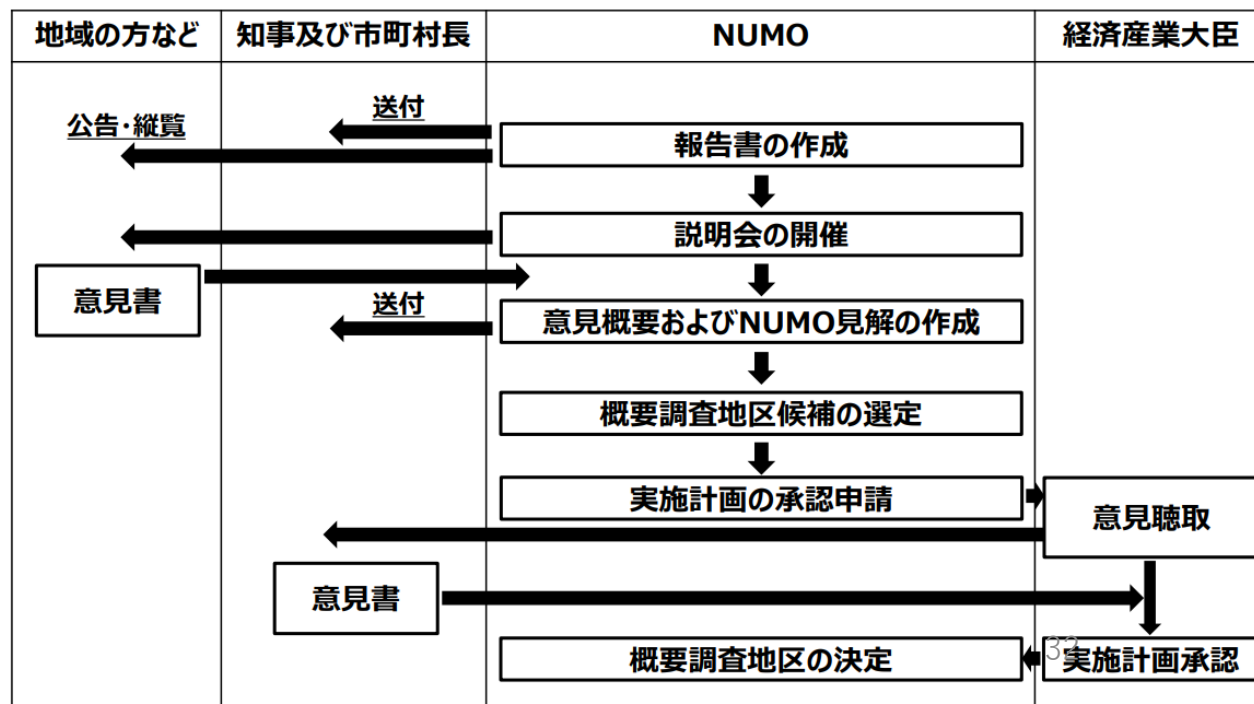 地域の方など
知事及び市町村長
NUMO
経済産業大臣
送付
公告・縦覧
報告書の作成
説明会の開催
意見書
送付
意見概要およびNUMO見解の作成
概要調査地区候補の選定
実施計画の承認申請
意見聴取
意見書
32
概要調査地区の決定
実施計画承認